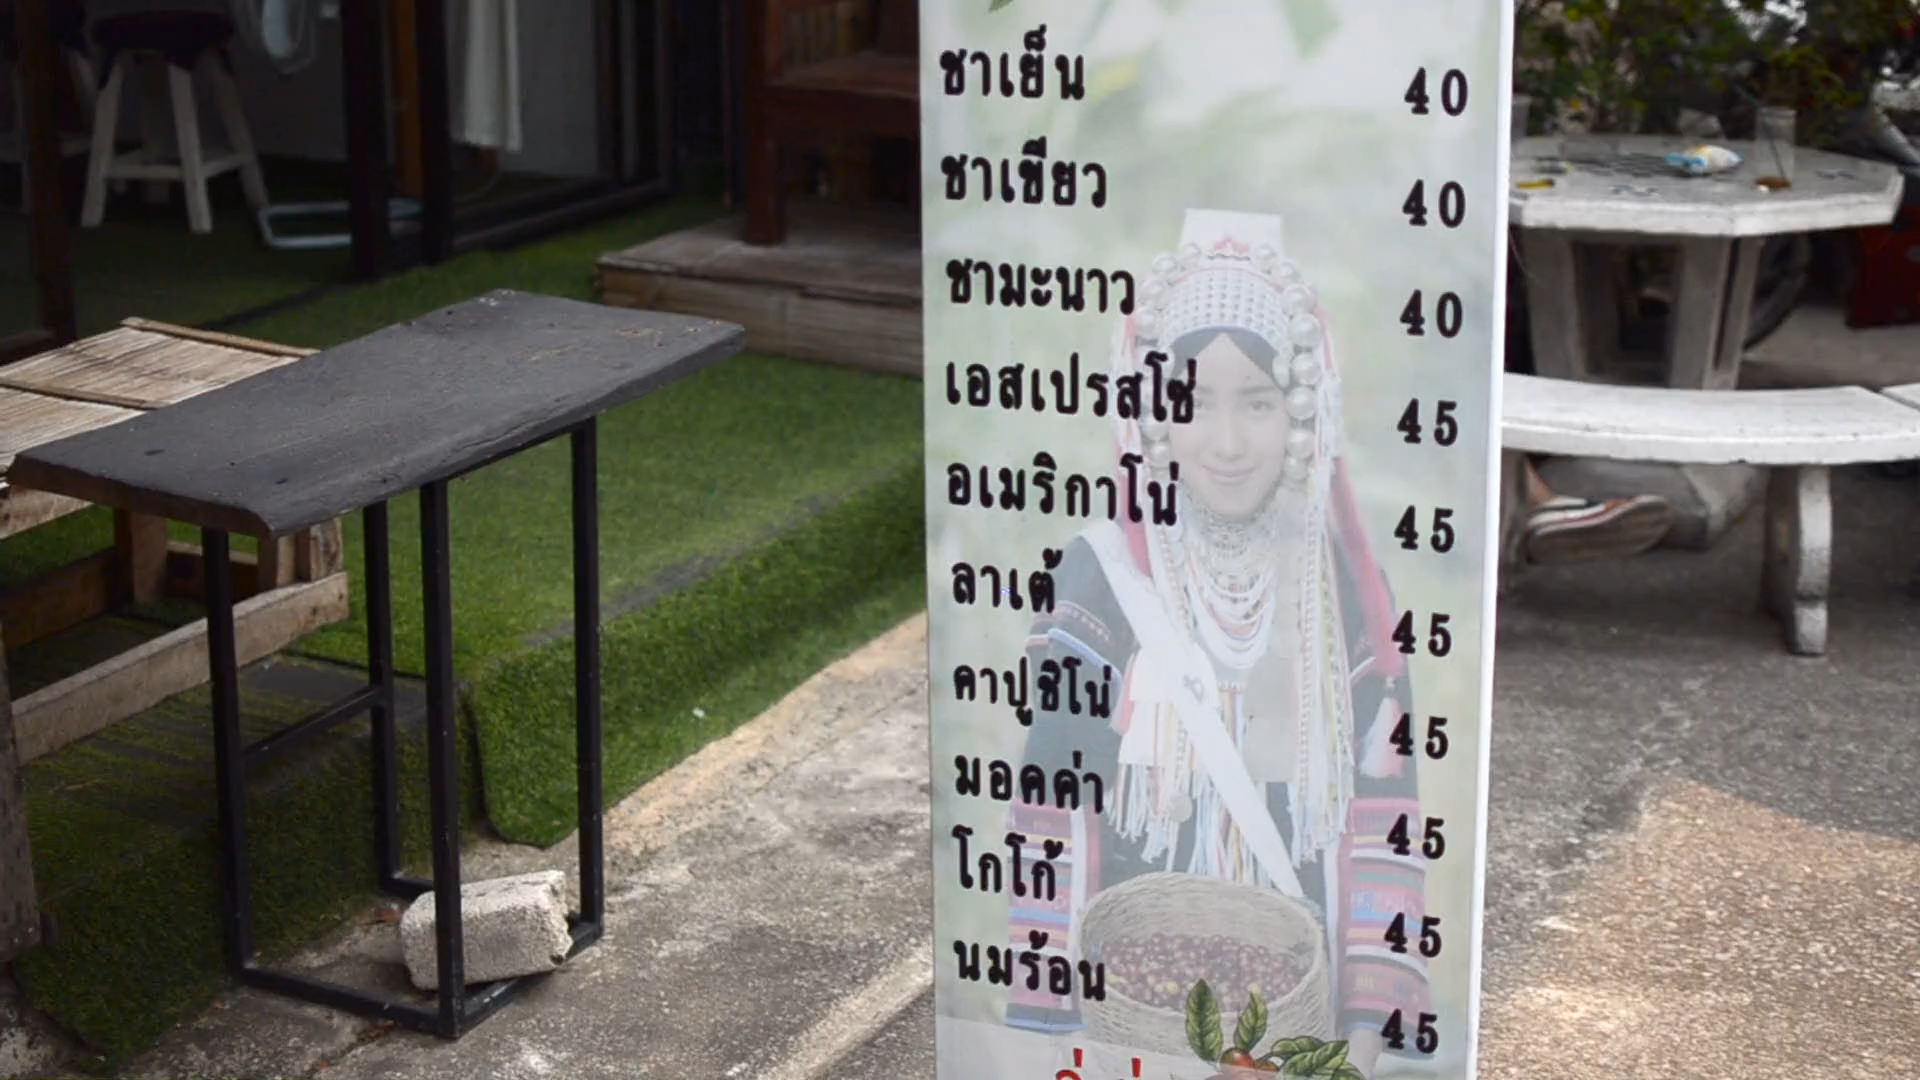 ชาเย็น 40
ชาเขียว 40
ชามะนาว 40
เอสเปรสโซ่ 45
อเมริกาโน่ 45
ลาเต้ 45
คาปูชิโน่ 45
มอคค่า 45
โกโก้ 45
นมร้อน 45